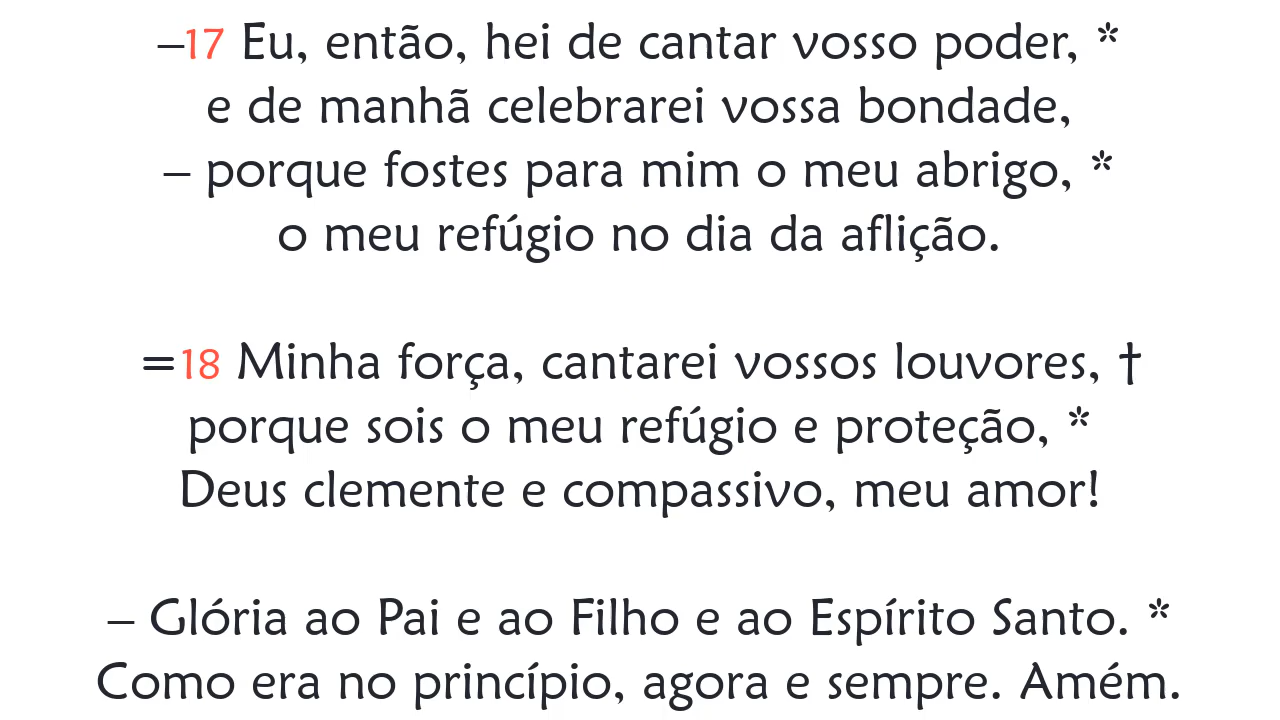 –17 Eu, então, hei de cantar vosso poder, *
e de manhã celebrarei vossa bondade,
– porque fostes para mim o meu abrigo, *
o meu refúgio no dia da aflição.
=18 Minha força, cantarei vossos louvores, †
porque sois o meu refúgio e proteção, *
Deus clemente e compassivo, meu amor!
– Glória ao Pai e ao Filho e ao Espírito Santo. *
Como era no princípio, agora e sempre. Amém.